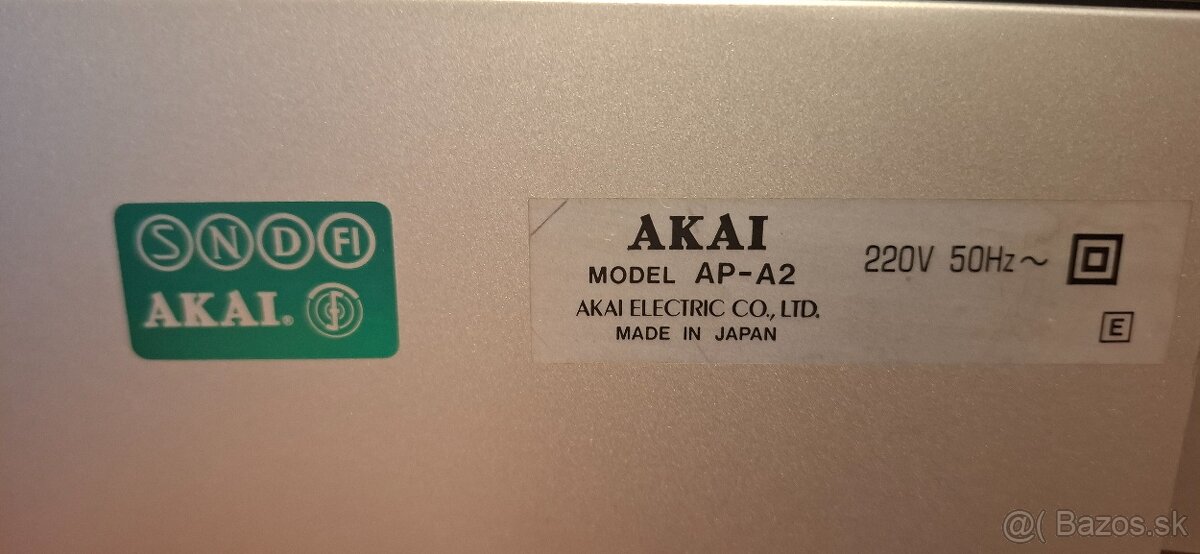 S N D FI
AKAI®
AKAI
MODEL AP-A2
AKAI ELECTRIC CO., LTD.
MADE IN JAPAN
220V 50Hz~
E
@( Bazos.sk